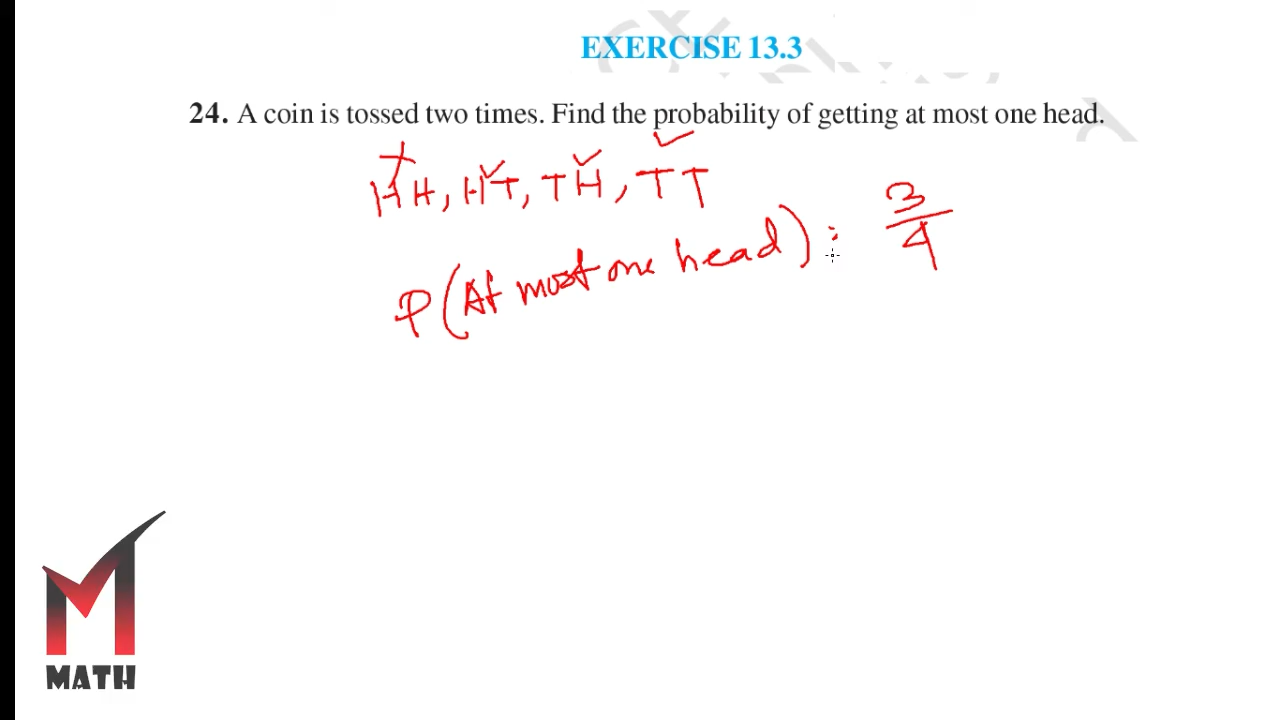 EXERCISE 13.3
24. A coin is tossed two times. Find the probability of getting at most one head.
HH, HT, TH, TT
P (At most one head) = 3/4
MATH